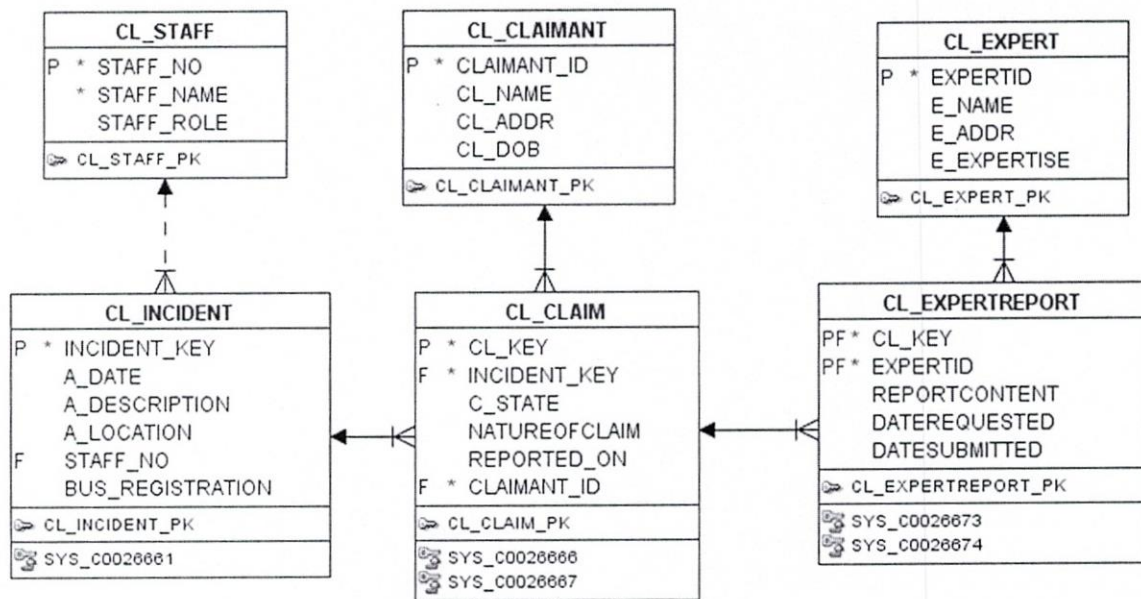 CL_STAFF
P * STAFF_NO
* STAFF_NAME
STAFF_ROLE
CL_STAFF_PK
CL_CLAIMANT
P * CLAIMANT_ID
CL_NAME
CL_ADDR
CL_DOB
CL_CLAIMANT_PK
CL_EXPERT
P * EXPERTID
E_NAME
E_ADDR
E_EXPERTISE
CL_EXPERT_PK
CL_INCIDENT
P * INCIDENT_KEY
A_DATE
A_DESCRIPTION
A_LOCATION
F STAFF_NO
BUS_REGISTRATION
CL_INCIDENT_PK
SYS_C0026661
CL_CLAIM
P * CL_KEY
F * INCIDENT_KEY
C_STATE
NATUREOFCLAIM
REPORTED_ON
F * CLAIMANT_ID
CL_CLAIM_PK
SYS_C0026666
SYS_C0026667
CL_EXPERTREPORT
PF * CL_KEY
PF * EXPERTID
REPORTCONTENT
DATEREQUESTED
DATESUBMITTED
CL_EXPERTREPORT_PK
SYS_C0026673
SYS_C0026674